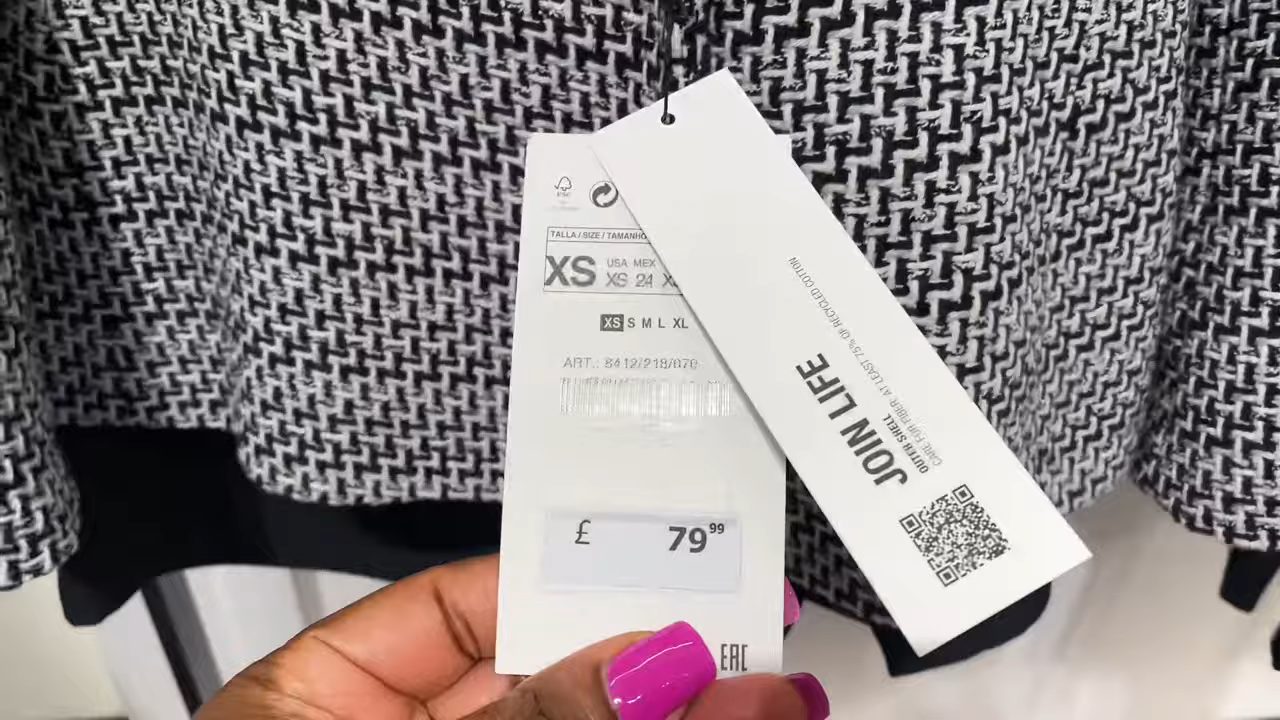 FSC
TALLA / SIZE / TAMANHO
XS
USA MEX
XS 24
XS S M L XL
ART.: 8412/218/070
£ 79 99
EAC
JOIN LIFE
OUTER SHELL
CARE FOR FIBER: AT LEAST 75% OF RECYCLED COTTON